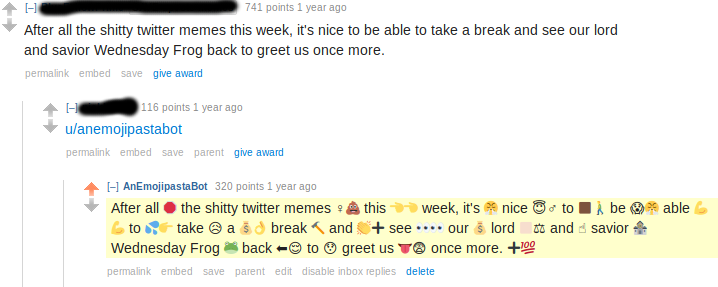 [–] 741 points 1 year ago
After all the shitty twitter memes this week, it's nice to be able to take a break and see our lord
and savior Wednesday Frog back to greet us once more.
permalink embed save give award
[–] 116 points 1 year ago
u/anemojipastabot
permalink embed save parent give award
[–] AnEmojipastaBot 320 points 1 year ago
After all 🛑 the shitty twitter memes ♀💩 this 👈👈 week, it's 😤 nice 😇♂ to 🏿🚶 be 😱😤 able 💪
💪 to 💦👉 take 😥 a 💰👌 break 🔨 and 👏➕ see 👀👀 our 💰 lord 🏻⚖ and ☝ savior 🏚
Wednesday Frog 🐸 back ⬅😌 to 😯 greet us 👅😨 once more. ➕💯
permalink embed save parent edit disable inbox replies delete